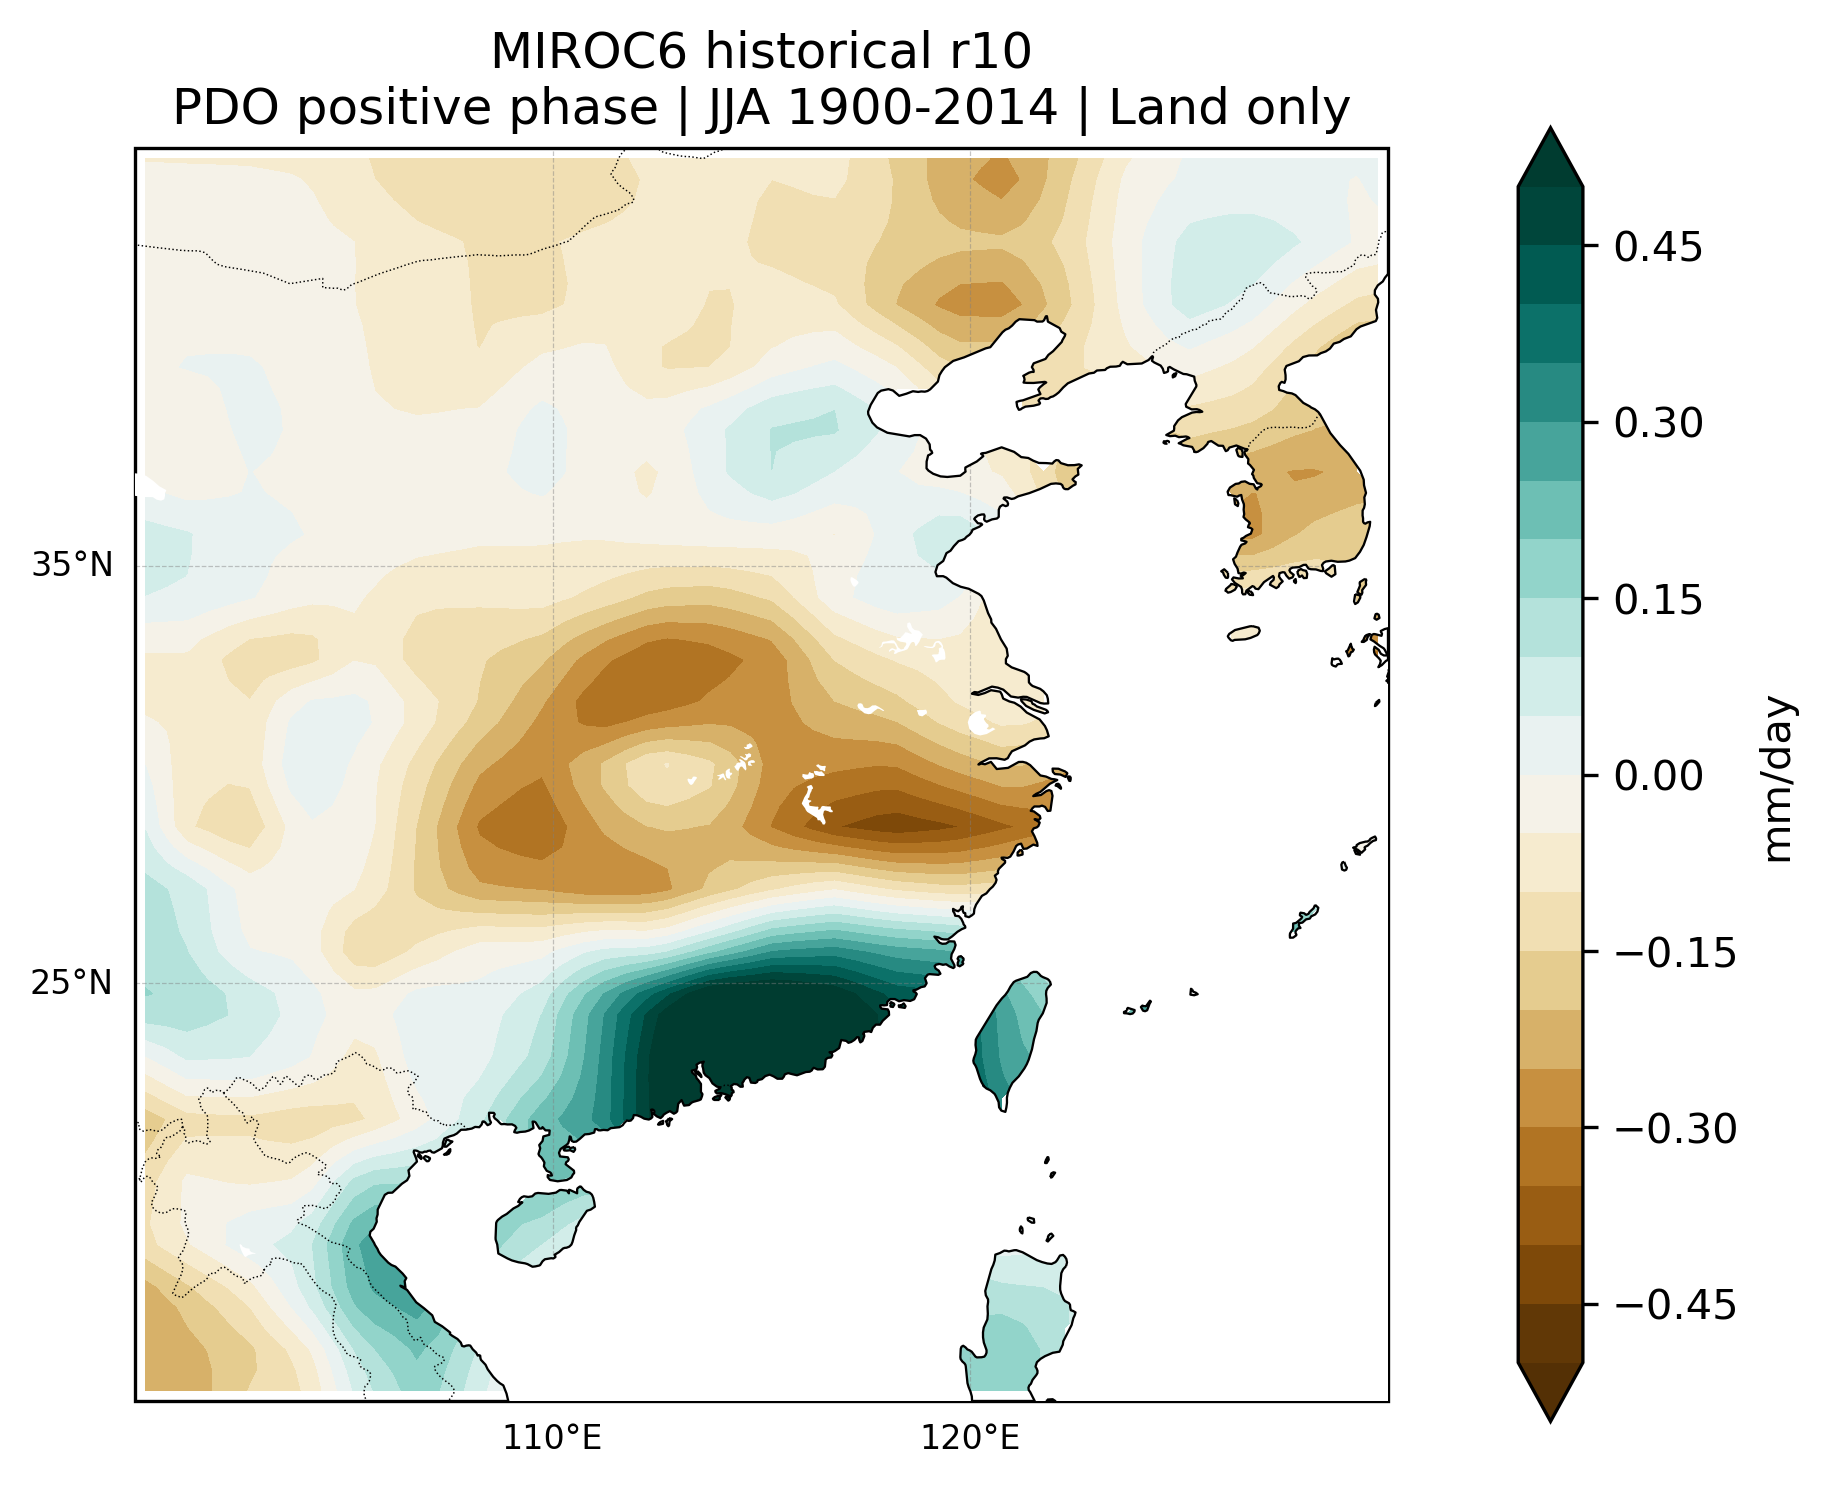 MIROC6 historical r10
PDO positive phase | JJA 1900-2014 | Land only
35°N
25°N
110°E
120°E
0.45
0.30
0.15
0.00
−0.15
−0.30
−0.45
mm/day